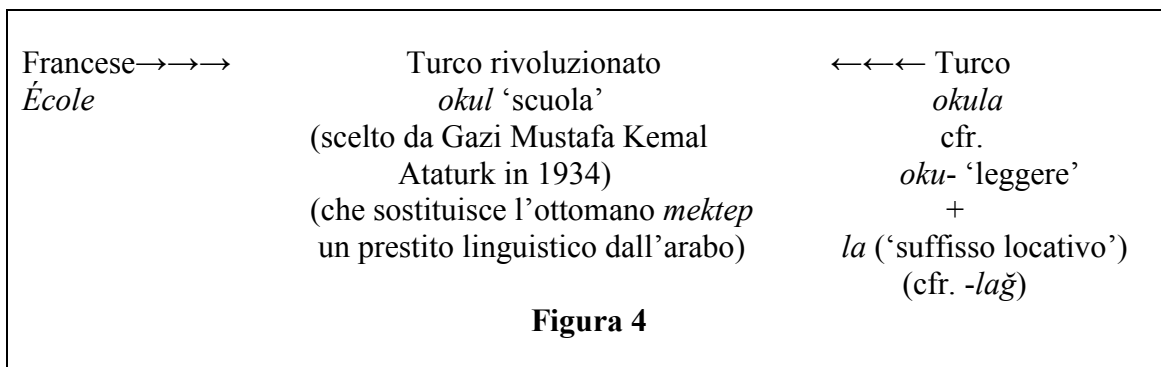 Francese→→→ Turco rivoluzionato ←←← Turco
École okul ‘scuola’ okula
(scelto da Gazi Mustafa Kemal cfr.
Ataturk in 1934) oku- ‘leggere’
(che sostituisce l’ottomano mektep +
un prestito linguistico dall’arabo) la (‘suffisso locativo’)
(cfr. -lağ)
Figura 4